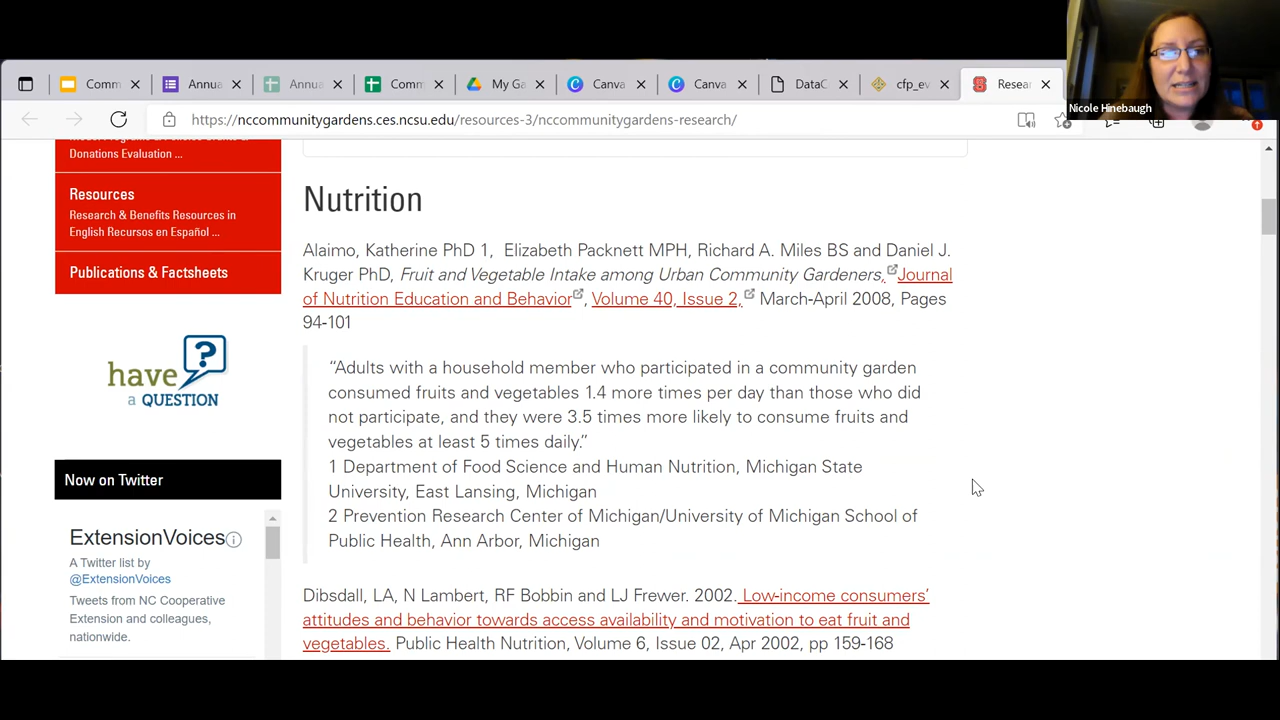 Comm
Annua
Annua
Comm
My Ga
Canva
Canva
DataC
cfp_ev
Resear
Nicole Hinebaugh
https://nccommunitygardens.ces.ncsu.edu/resources-3/nccommunitygardens-research/
Donations Evaluation ...
Resources
Research & Benefits Resources in
English Recursos en Español ...
Publications & Factsheets
have
a QUESTION
?
Now on Twitter
ExtensionVoices
A Twitter list by
@ExtensionVoices
Tweets from NC Cooperative
Extension and colleagues,
nationwide.
Nutrition
Alaimo, Katherine PhD 1, Elizabeth Packnett MPH, Richard A. Miles BS and Daniel J.
Kruger PhD, Fruit and Vegetable Intake among Urban Community Gardeners, Journal
of Nutrition Education and Behavior, Volume 40, Issue 2, March-April 2008, Pages
94-101
“Adults with a household member who participated in a community garden
consumed fruits and vegetables 1.4 more times per day than those who did
not participate, and they were 3.5 times more likely to consume fruits and
vegetables at least 5 times daily.”
1 Department of Food Science and Human Nutrition, Michigan State
University, East Lansing, Michigan
2 Prevention Research Center of Michigan/University of Michigan School of
Public Health, Ann Arbor, Michigan
Dibsdall, LA, N Lambert, RF Bobbin and LJ Frewer. 2002. Low-income consumers’
attitudes and behavior towards access availability and motivation to eat fruit and
vegetables. Public Health Nutrition, Volume 6, Issue 02, Apr 2002, pp 159-168